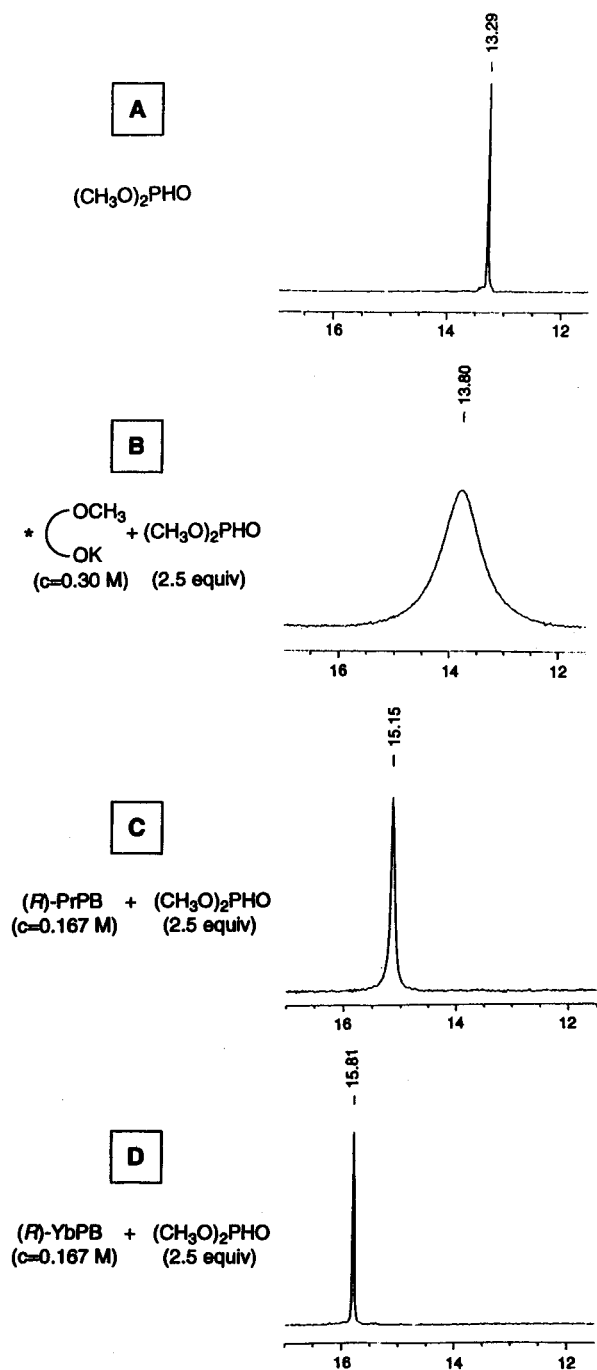 – 13.29
A
(CH₃O)₂PHO
16 14 12
– 13.80
B
OCH₃
* + (CH₃O)₂PHO
OK
(c=0.30 M) (2.5 equiv)
16 14 12
– 15.15
C
(R)-PrPB + (CH₃O)₂PHO
(c=0.167 M) (2.5 equiv)
16 14 12
– 15.81
D
(R)-YbPB + (CH₃O)₂PHO
(c=0.167 M) (2.5 equiv)
16 14 12